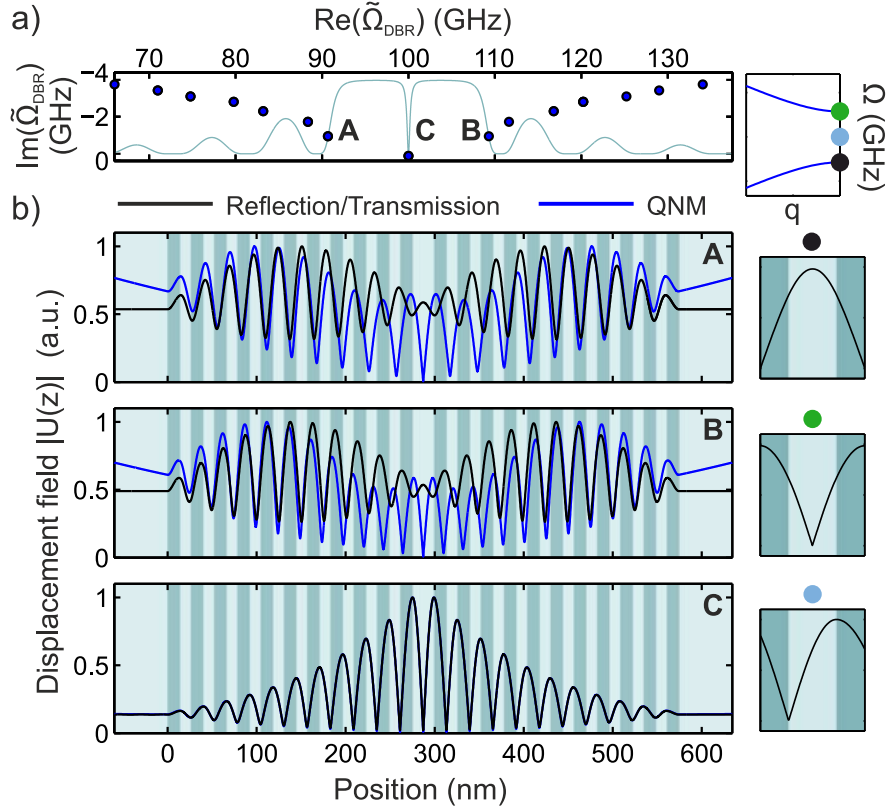 a)
Re(Ω̃DBR) (GHz)
70 80 90 100 110 120 130
Im(Ω̃DBR)
(GHz)
−4
−2
0
A C B
Ω (GHz)
q
b)
Reflection/Transmission QNM
Displacement field |U(z)| (a.u.)
1
0.5
0
A
1
0.5
0
B
1
0.5
0
C
0 100 200 300 400 500 600
Position (nm)